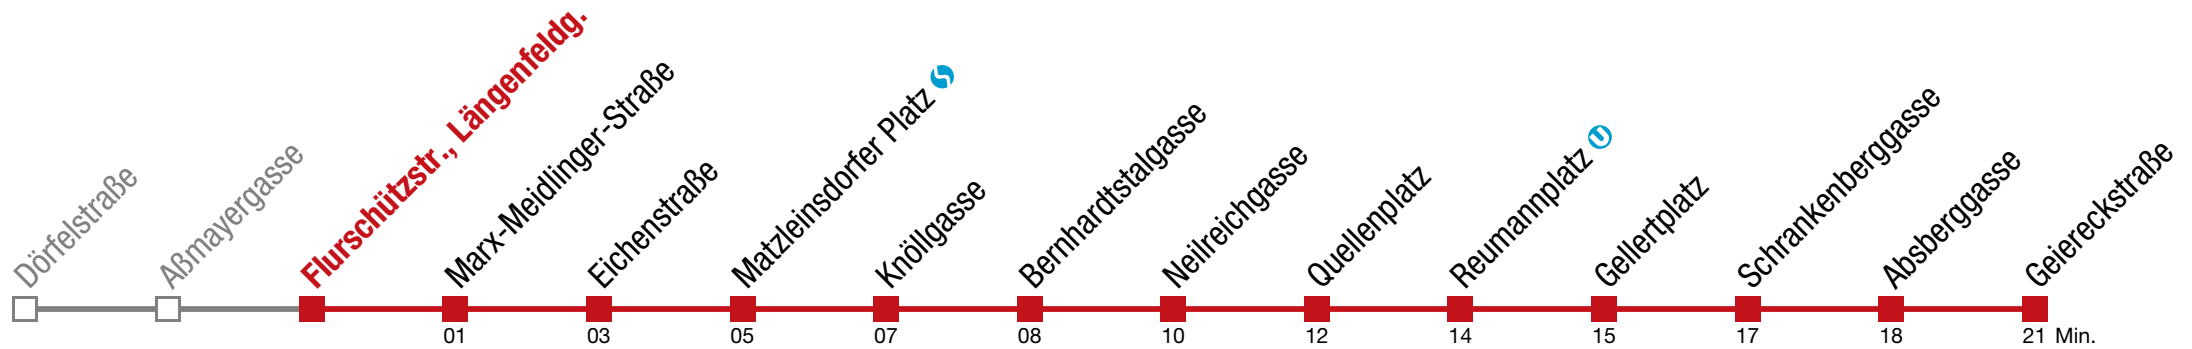 Dörfelstraße
Aßmayergasse
Flurschützstr., Längenfeldg.
Marx-Meidlinger-Straße
Eichenstraße
Matzleinsdorfer Platz
Knöllgasse
Bernhardtstalgasse
Neilreichgasse
Quellenplatz
Reumannplatz U
Gellertplatz
Schrankenberggasse
Absberggasse
Geiereckstraße
01 03 05 07 08 10 12 14 15 17 18 21 Min.